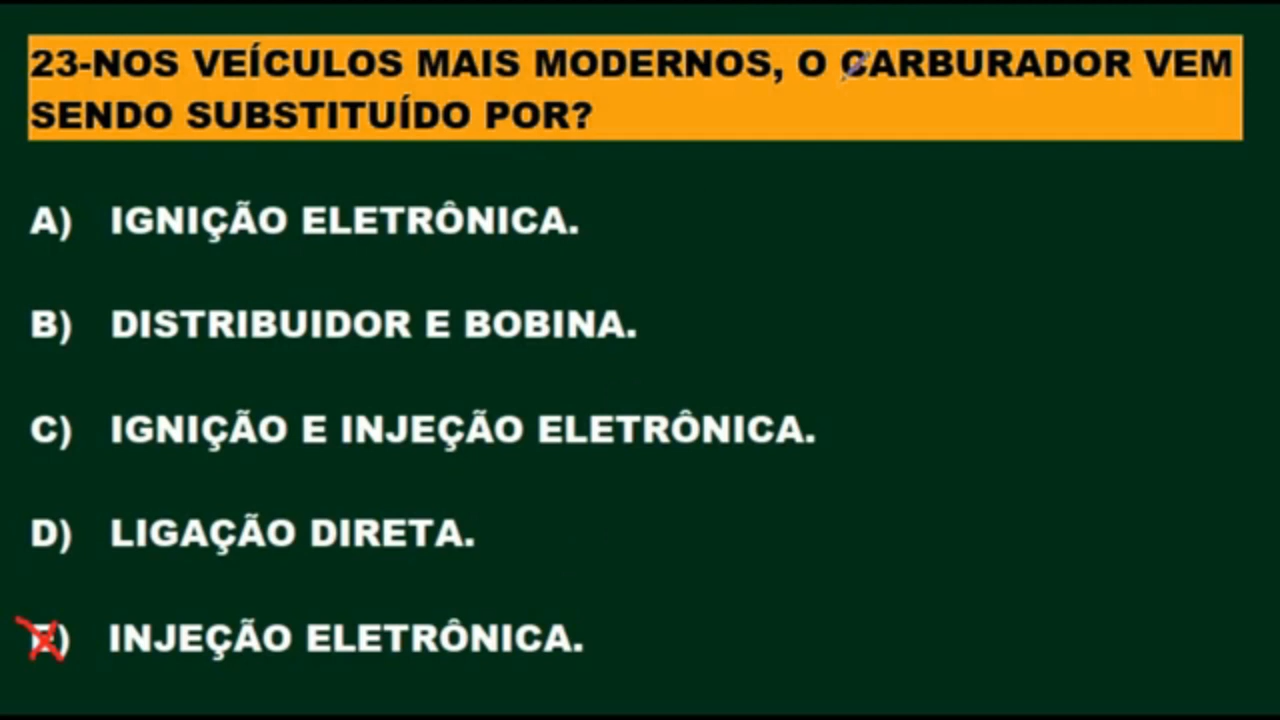 23-NOS VEÍCULOS MAIS MODERNOS, O CARBURADOR VEM
SENDO SUBSTITUÍDO POR?
A) IGNIÇÃO ELETRÔNICA.
B) DISTRIBUIDOR E BOBINA.
C) IGNIÇÃO E INJEÇÃO ELETRÔNICA.
D) LIGAÇÃO DIRETA.
E) INJEÇÃO ELETRÔNICA.